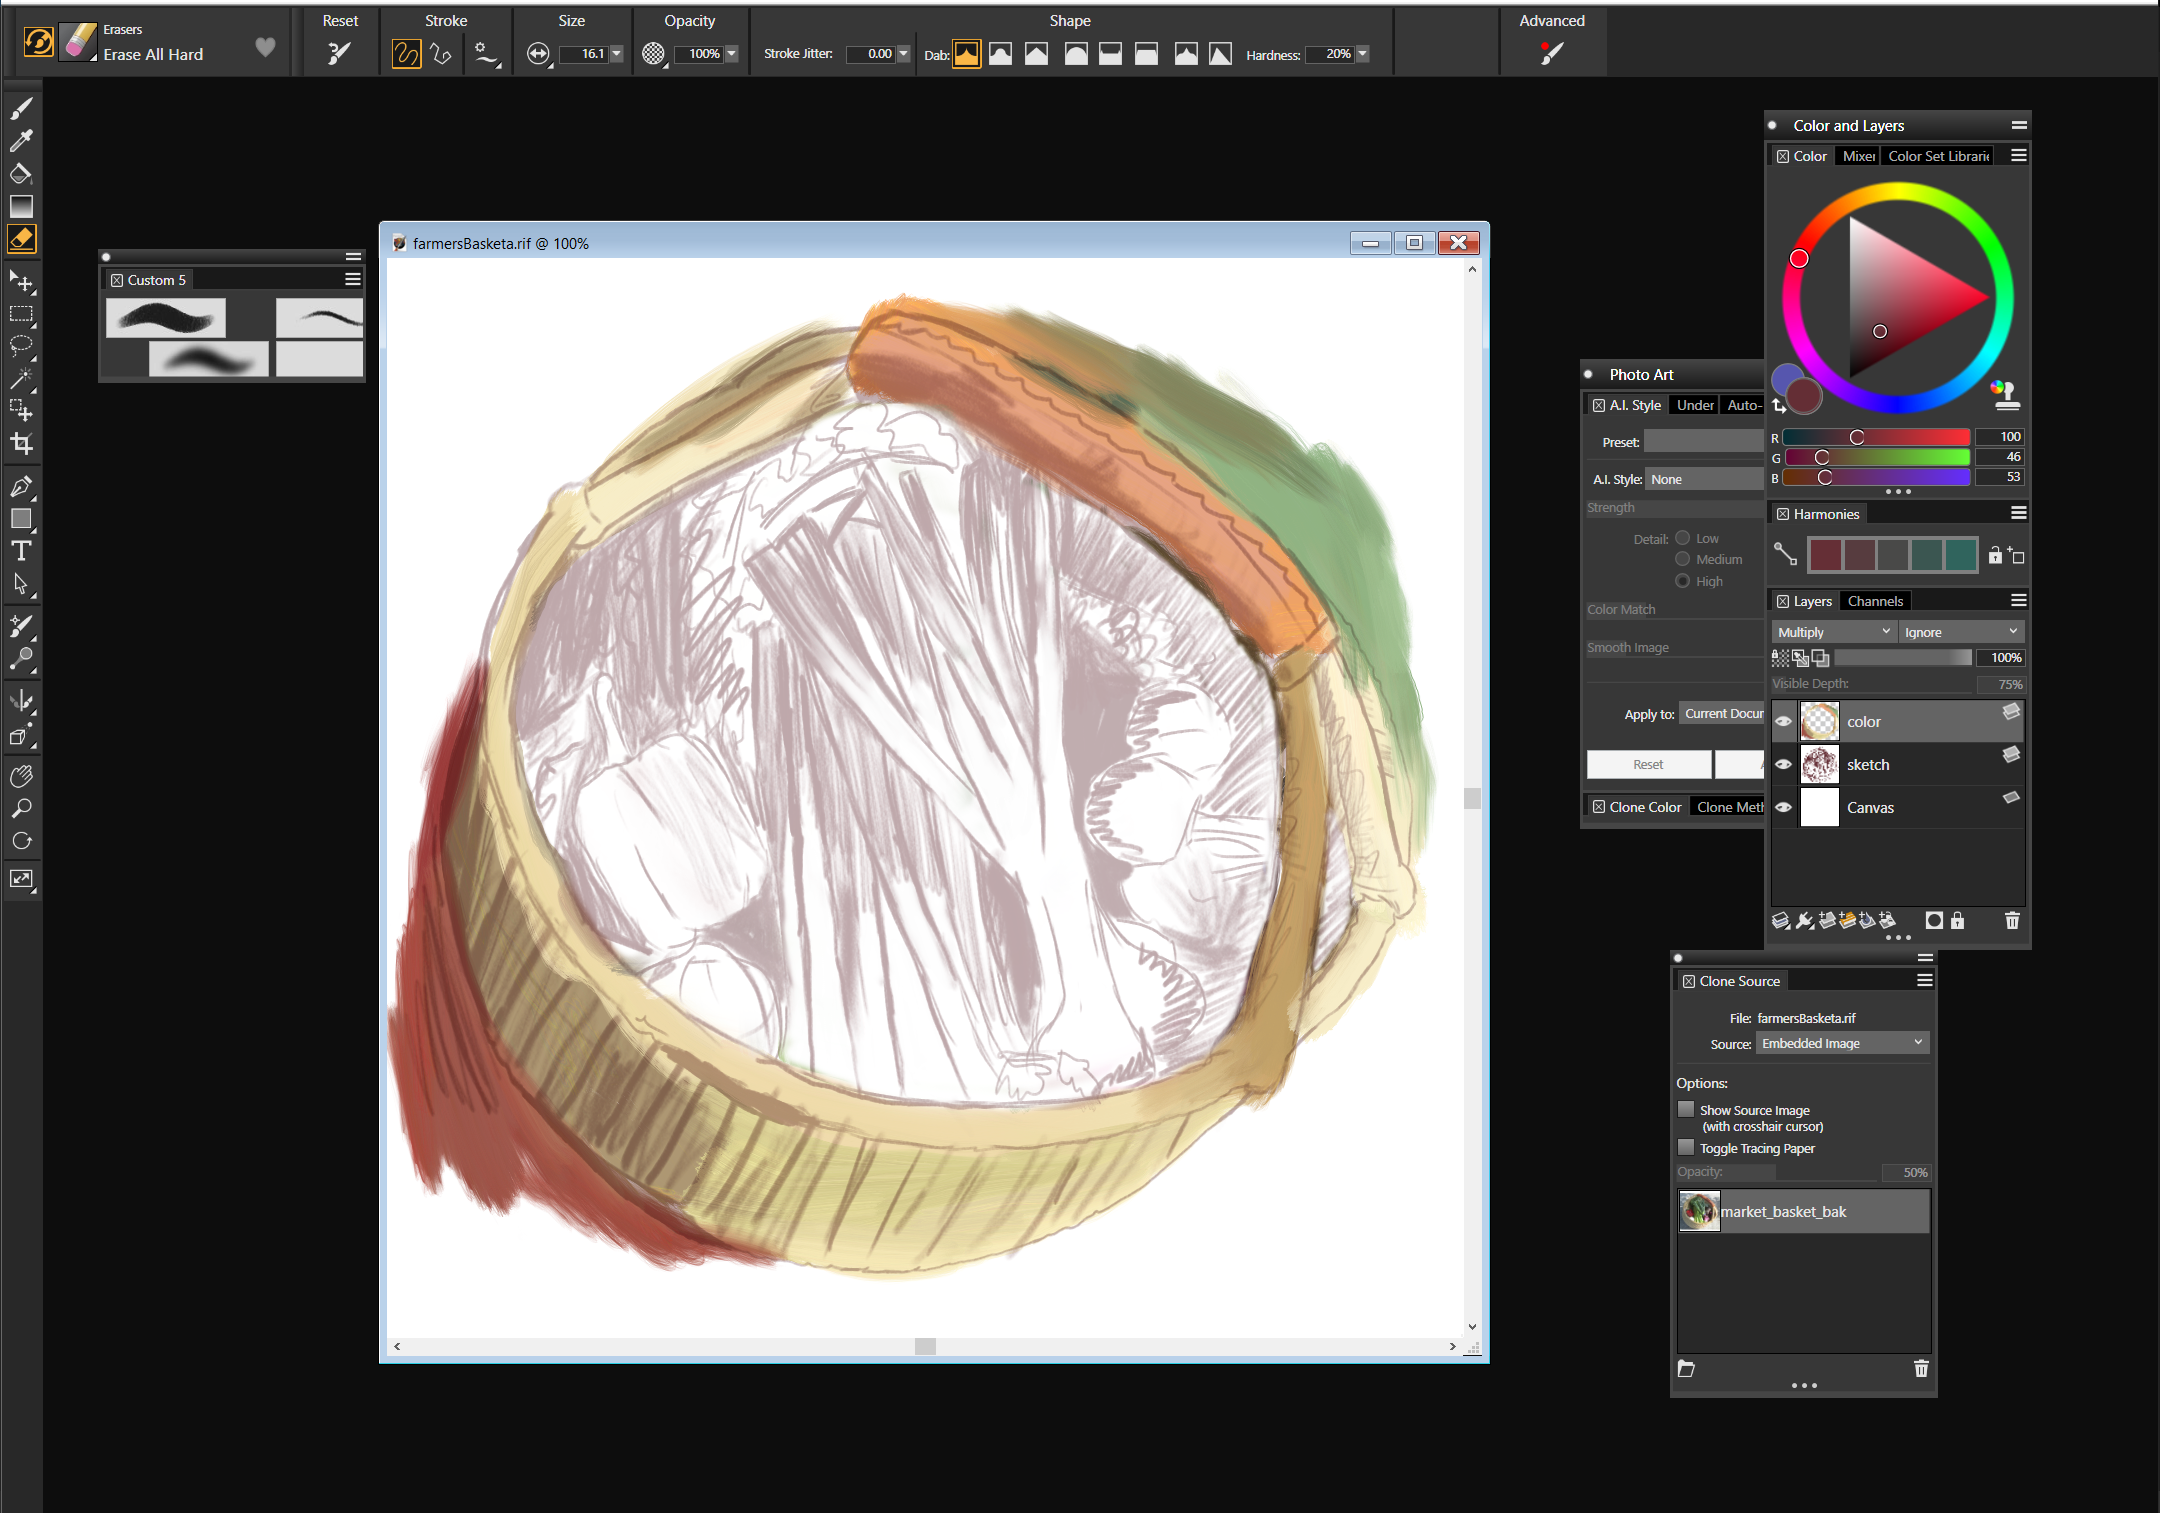 Erasers
Erase All Hard
Reset
Stroke
Size
16.1
Opacity
100%
Stroke Jitter: 0.00
Shape
Dab:
Hardness: 20%
Advanced
Custom 5
farmersBasketa.rif @ 100%
Photo Art
A.I. Style Under Auto-
Preset:
A.I. Style: None
Strength
Detail: Low
Medium
High
Color Match
Smooth Image
Apply to: Current Docur
Reset
Clone Color Clone Meth
Color and Layers
Color Mixer Color Set Librarie
R 100
G 46
B 53
Harmonies
Layers Channels
Multiply Ignore
100%
Visible Depth: 75%
color
sketch
Canvas
Clone Source
File: farmersBasketa.rif
Source: Embedded Image
Options:
Show Source Image
(with crosshair cursor)
Toggle Tracing Paper
Opacity: 50%
market_basket_bak